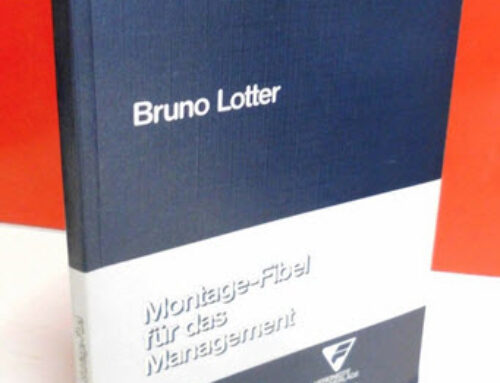 Bruno Lotter
Montage-Fibel
für das
Management